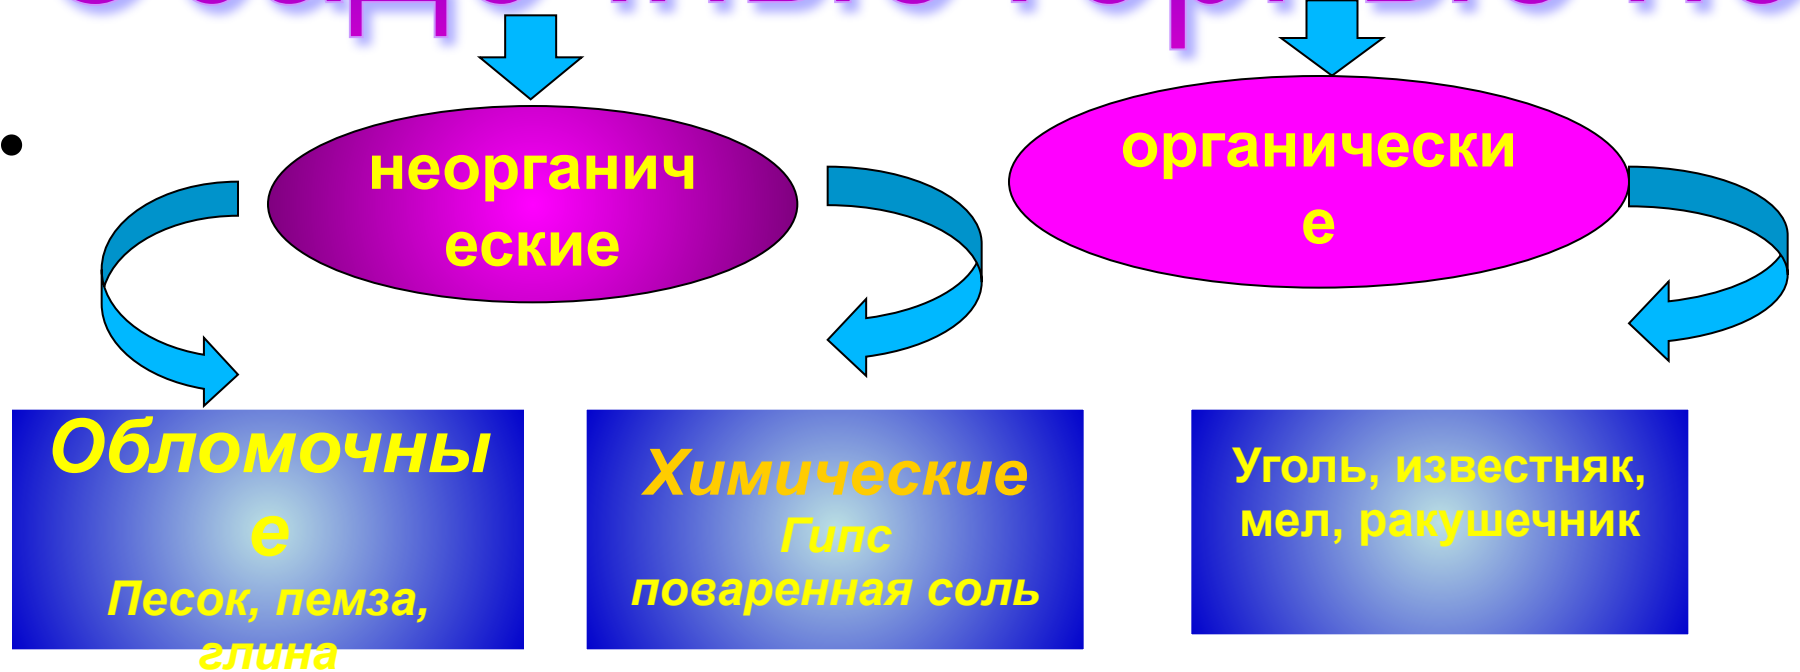 неорганич
еские
органически
е
Обломочны
е
Песок, пемза,
глина
Химические
Гипс
поваренная соль
Уголь, известняк,
мел, ракушечник